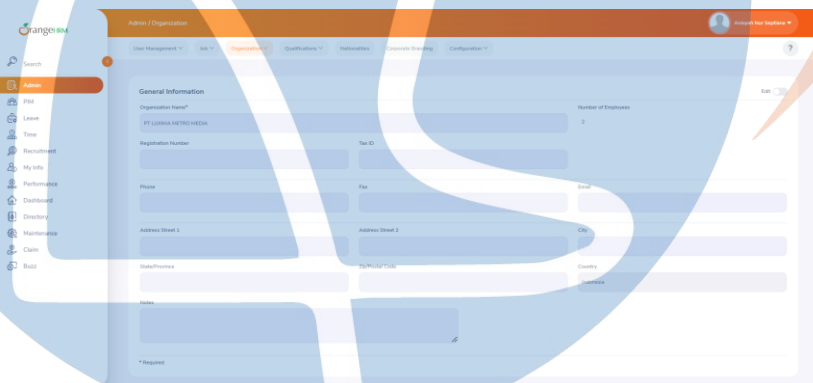 OrangeHRM
Admin / Organization
Aisayah Nur Septiana
User Management
Job
Organization
Qualifications
Nationalities
Corporate Branding
Configuration
?
Search
Admin
PIM
Leave
Time
Recruitment
My Info
Performance
Dashboard
Directory
Maintenance
Claim
Buzz
General Information
Edit
Organization Name*
Number of Employees
PT LUXIMA METRO MEDIA
2
Registration Number
Tax ID
Phone
Fax
Email
Address Street 1
Address Street 2
City
State/Province
Zip/Postal Code
Country
Indonesia
Notes
* Required